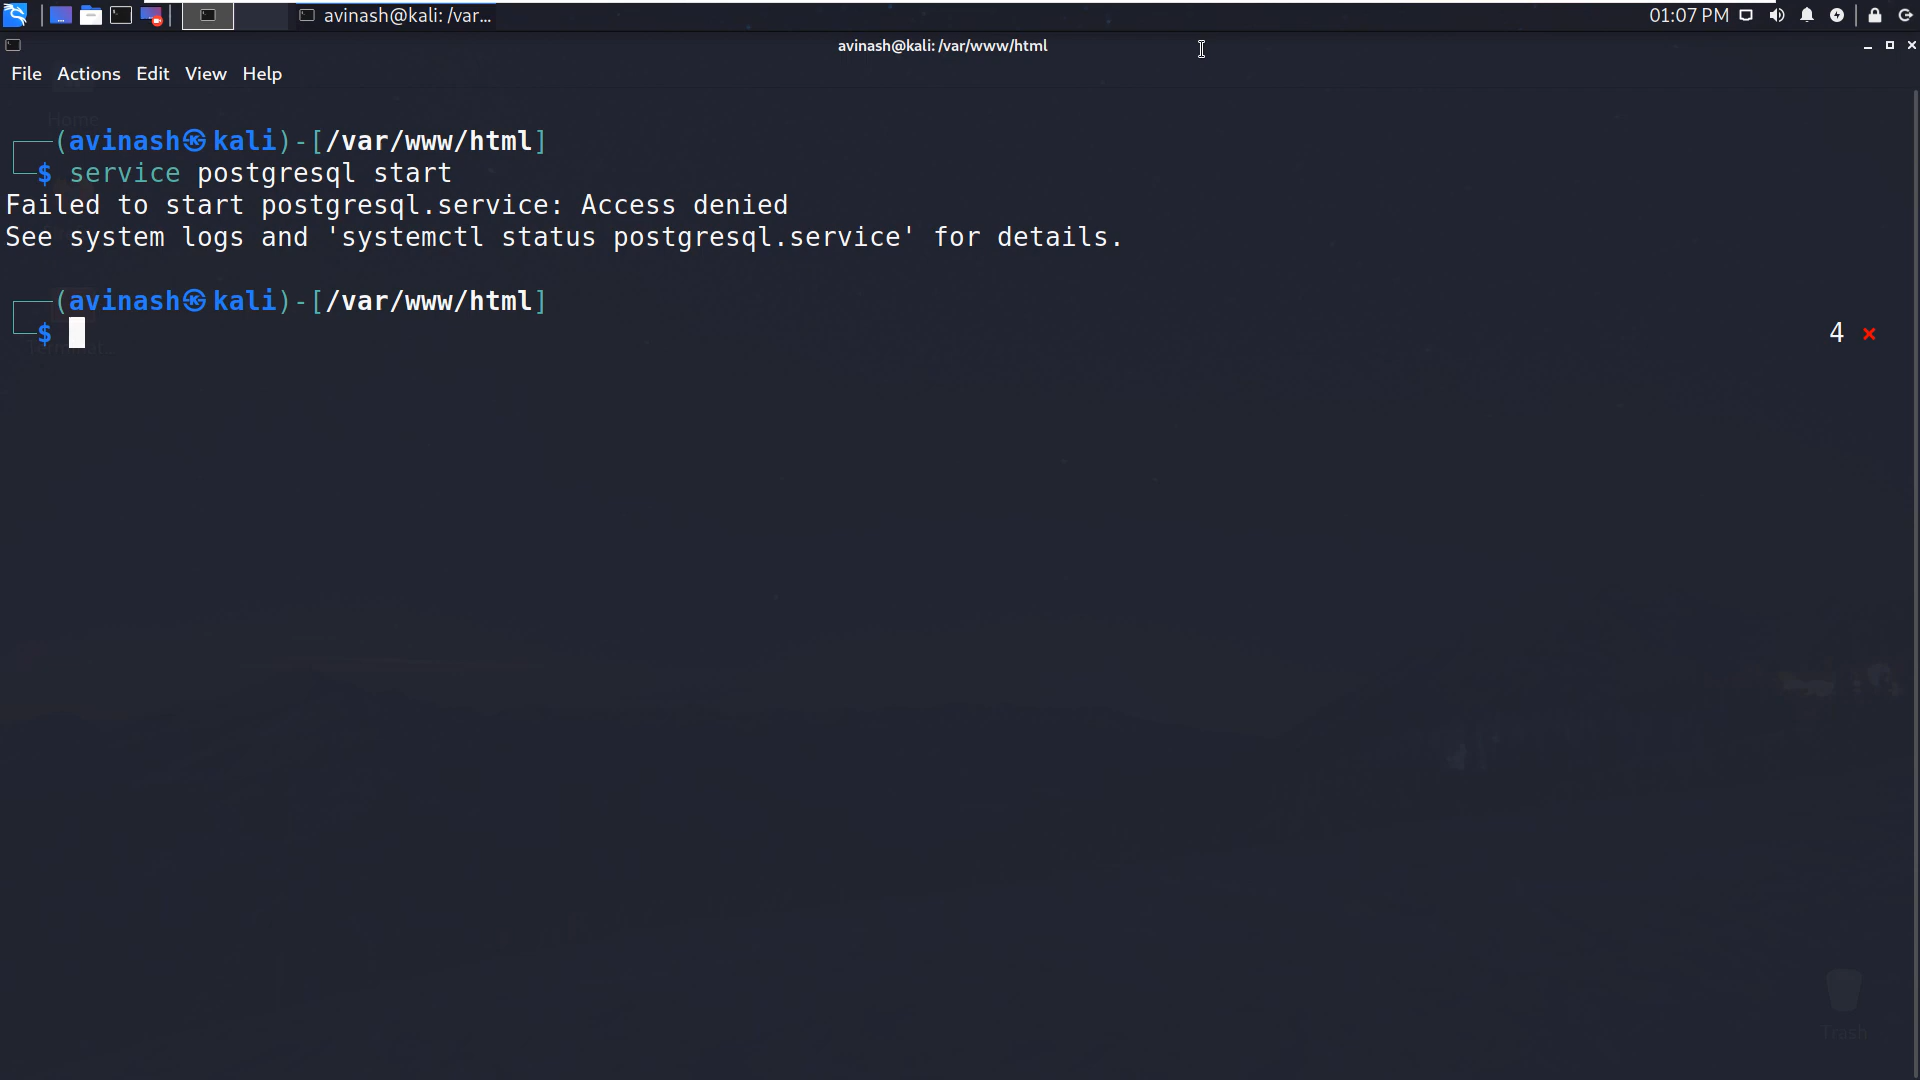 avinash@kali: /var... 01:07 PM
avinash@kali: /var/www/html
File Actions Edit View Help
Home
(avinash㉿kali)-[/var/www/html]
$ service postgresql start
Failed to start postgresql.service: Access denied
See system logs and 'systemctl status postgresql.service' for details.
(avinash㉿kali)-[/var/www/html]
$ 4 ×
Trash